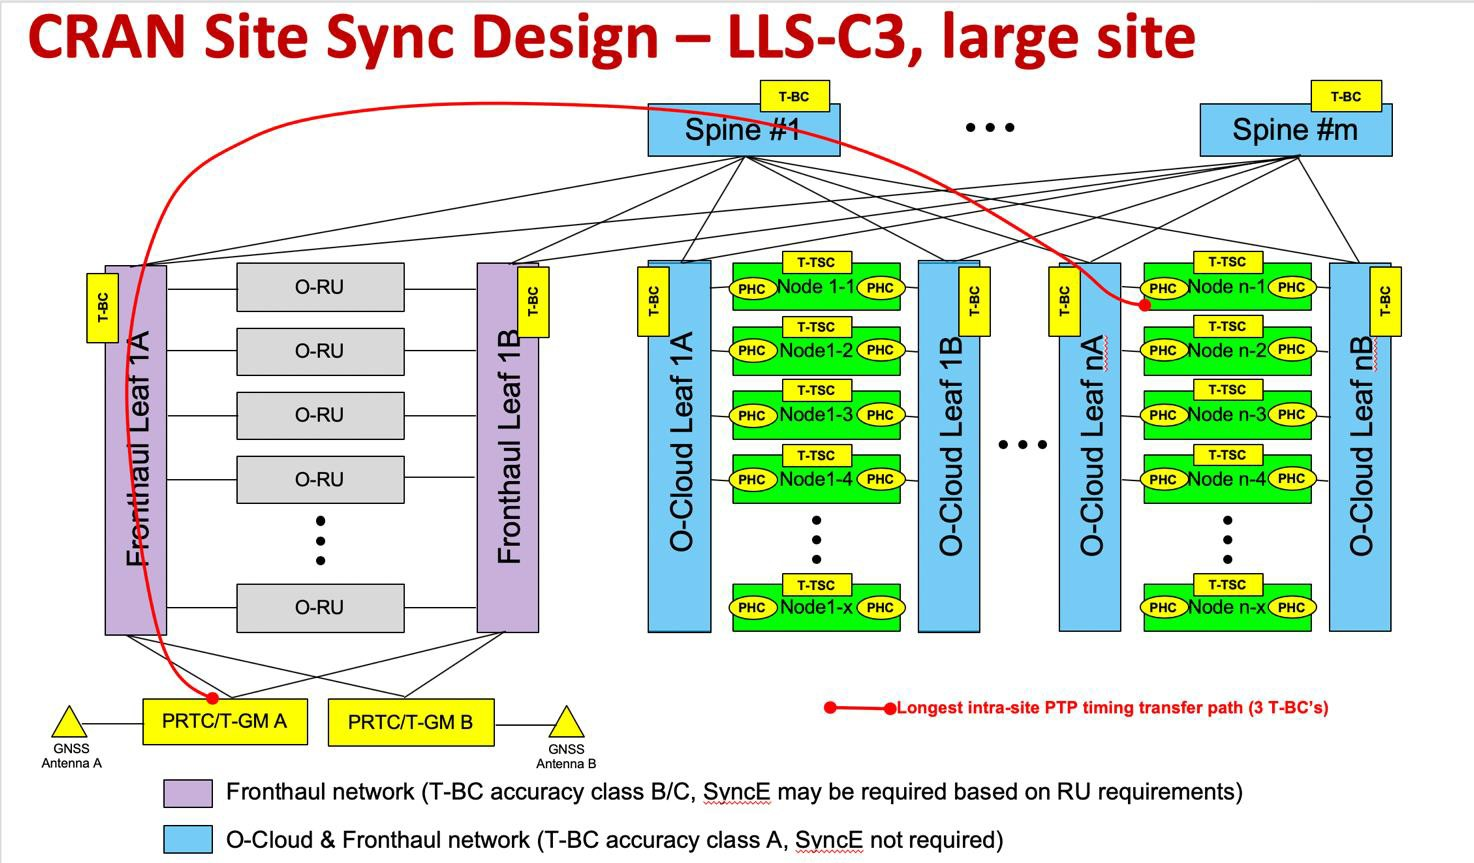 CRAN Site Sync Design – LLS-C3, large site
T-BC
T-BC
Spine #1
Spine #m
T-BC
Fronthaul Leaf 1A
O-RU
O-RU
O-RU
O-RU
O-RU
T-BC
Fronthaul Leaf 1B
T-BC
O-Cloud Leaf 1A
T-TSC
PHC Node 1-1 PHC
T-TSC
PHC Node1-2 PHC
T-TSC
PHC Node1-3 PHC
T-TSC
PHC Node1-4 PHC
T-TSC
PHC Node1-x PHC
T-BC
O-Cloud Leaf 1B
T-BC
O-Cloud Leaf nA
T-TSC
PHC Node n-1 PHC
T-TSC
PHC Node n-2 PHC
T-TSC
PHC Node n-3 PHC
T-TSC
PHC Node n-4 PHC
T-TSC
PHC Node n-x PHC
T-BC
O-Cloud Leaf nB
PRTC/T-GM A
PRTC/T-GM B
GNSS
Antenna A
GNSS
Antenna B
Longest intra-site PTP timing transfer path (3 T-BC’s)
Fronthaul network (T-BC accuracy class B/C, SyncE may be required based on RU requirements)
O-Cloud & Fronthaul network (T-BC accuracy class A, SyncE not required)